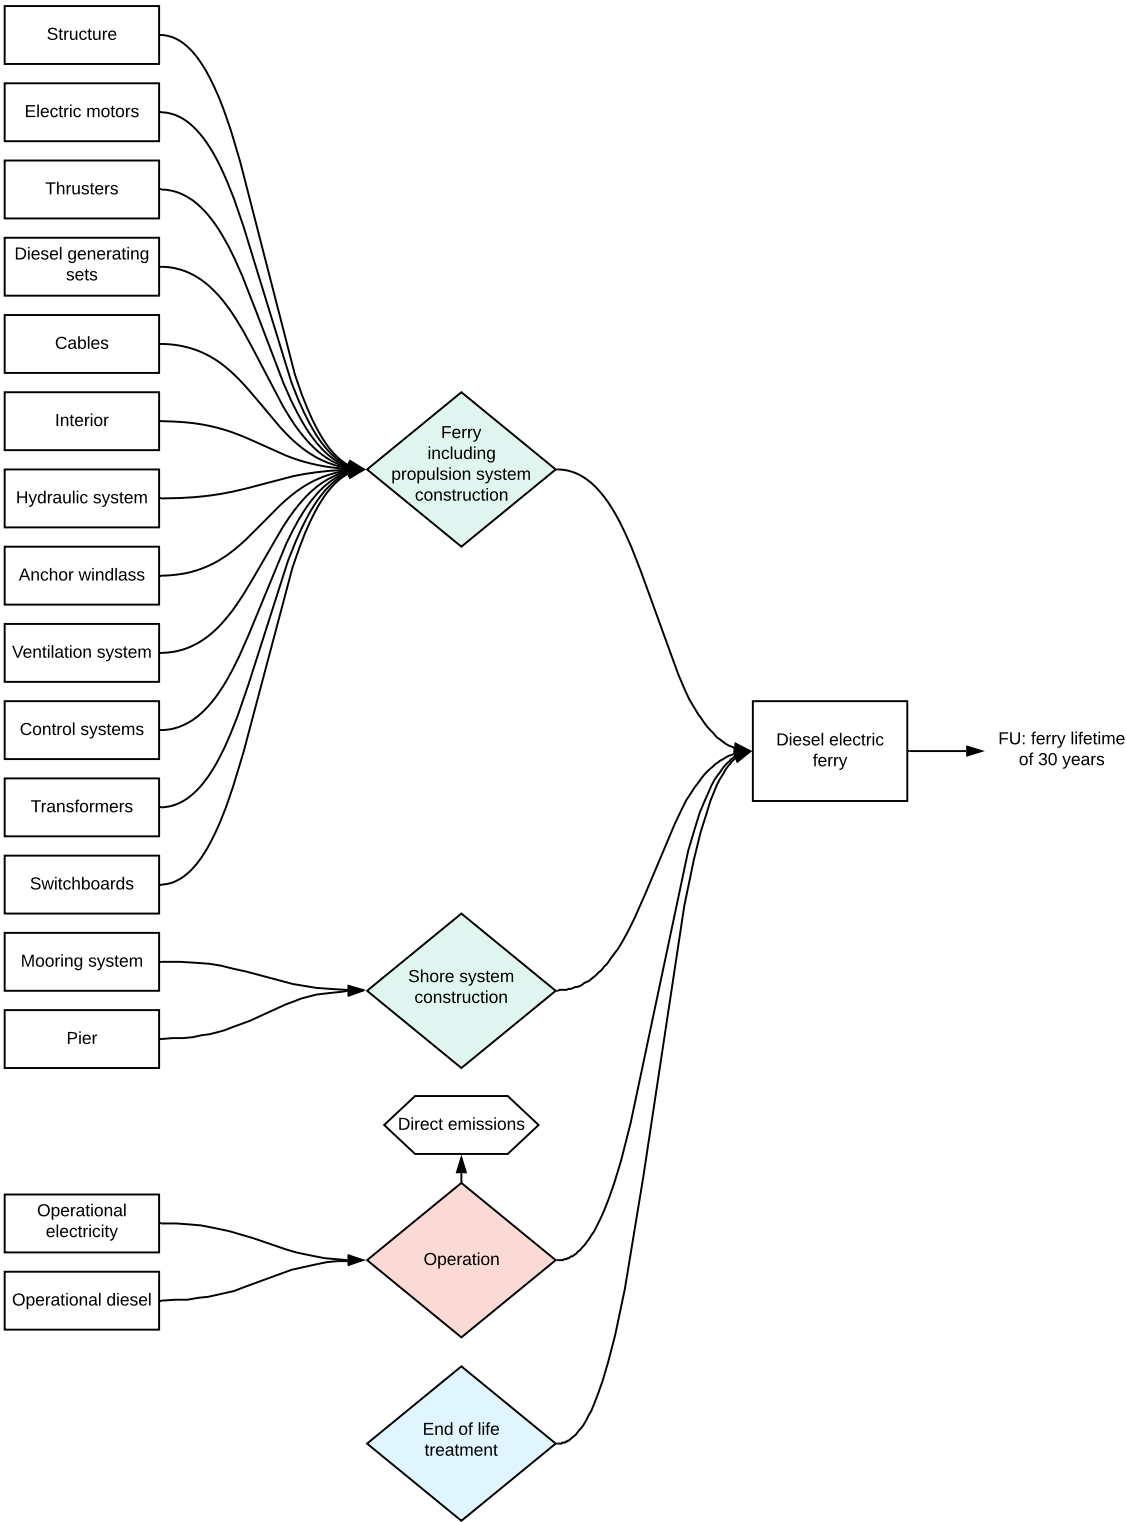 Structure
Electric motors
Thrusters
Diesel generating
sets
Cables
Interior
Hydraulic system
Anchor windlass
Ventilation system
Control systems
Transformers
Switchboards
Mooring system
Pier
Operational
electricity
Operational diesel
Ferry
including
propulsion system
construction
Shore system
construction
Direct emissions
Operation
End of life
treatment
Diesel electric
ferry
FU: ferry lifetime
of 30 years